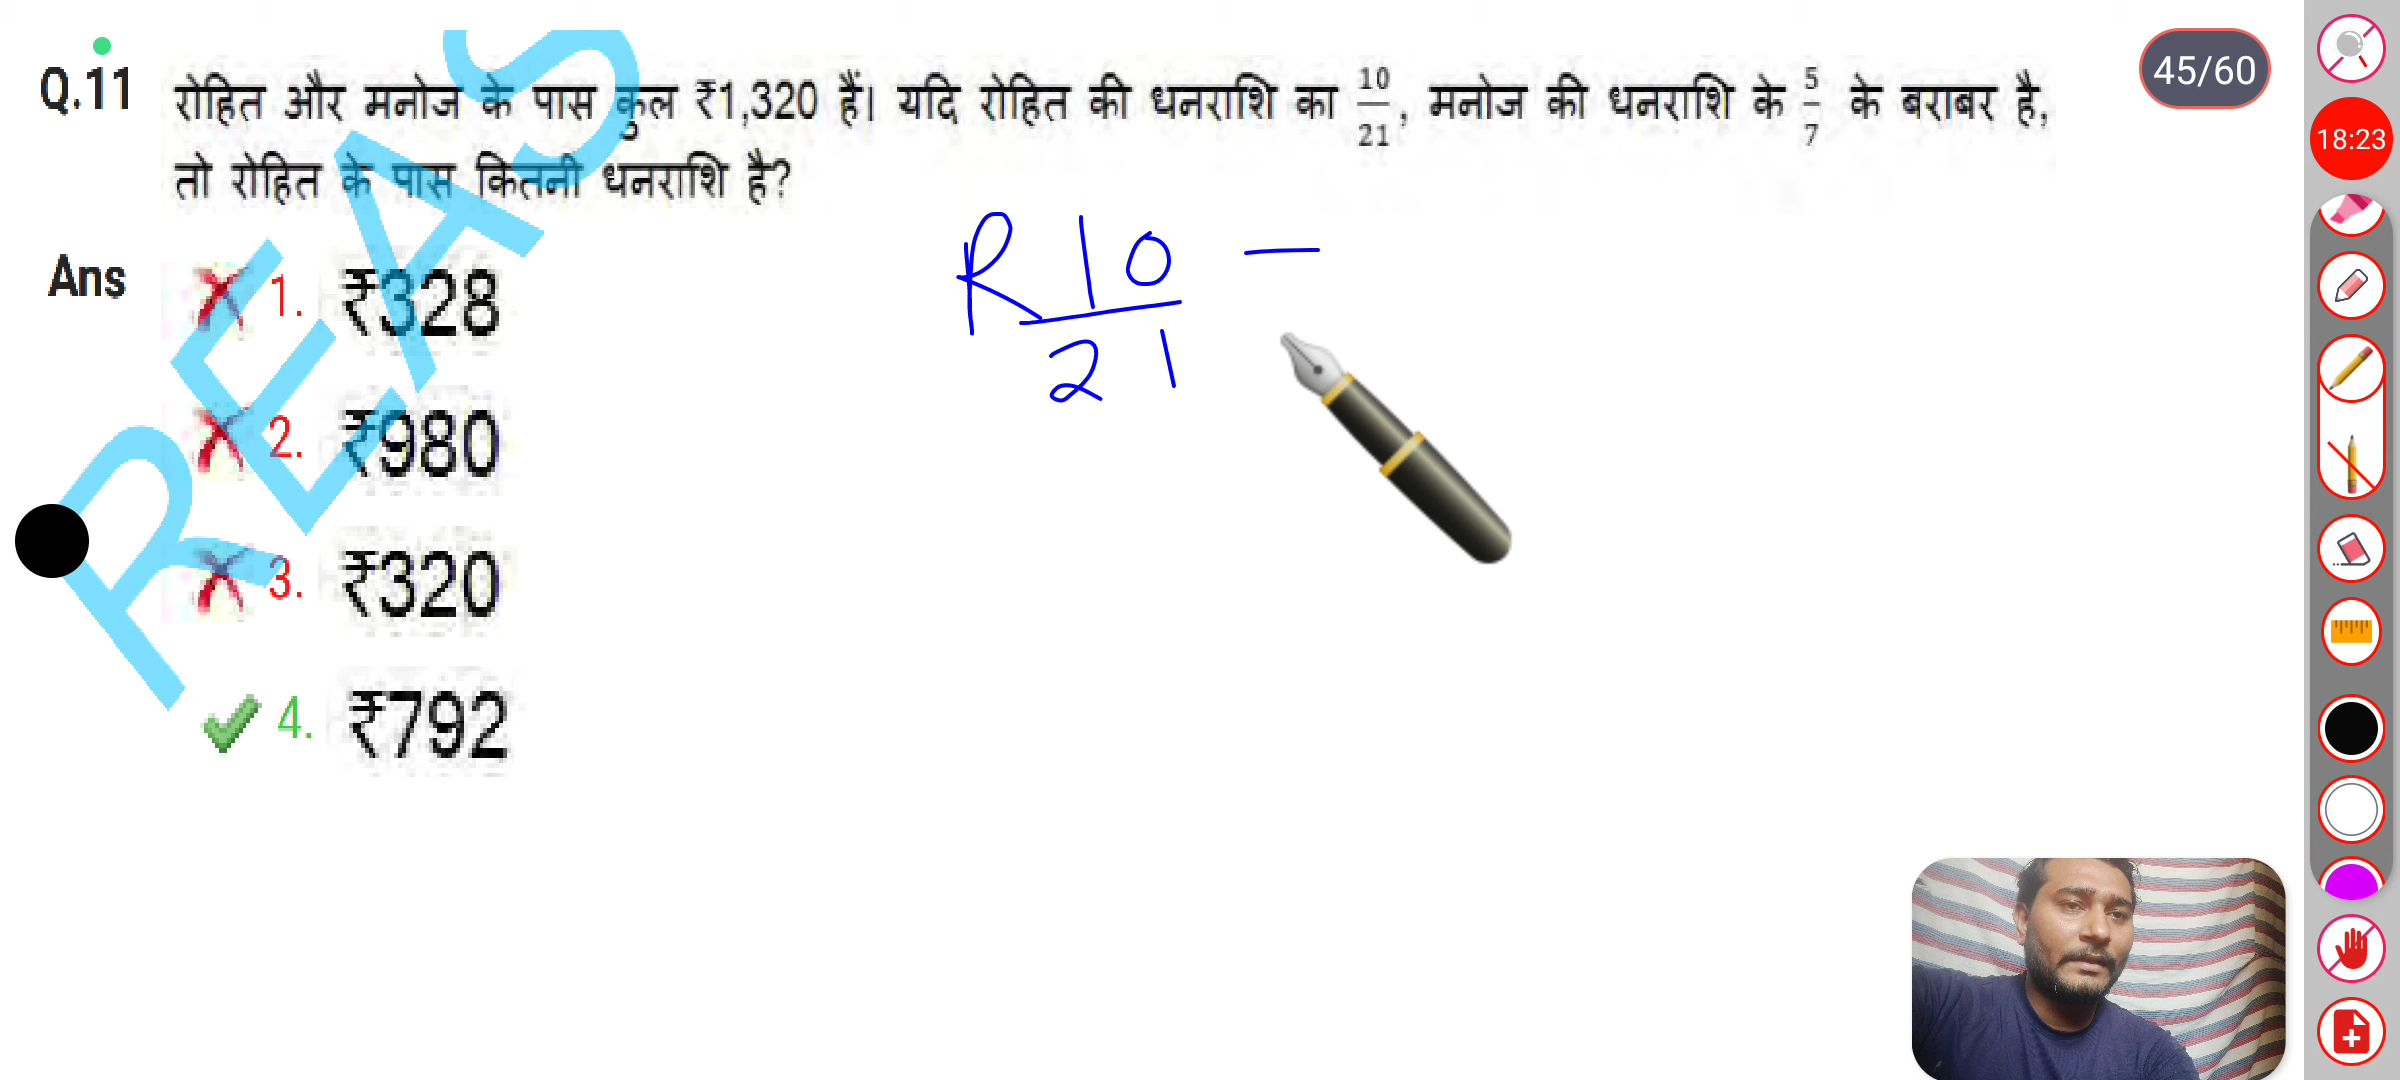 Q.11 रोहित और मनोज के पास कुल ₹1,320 हैं। यदि रोहित की धनराशि का 10/21, मनोज की धनराशि के 5/7 के बराबर है,
तो रोहित के पास कितनी धनराशि है?
45/60
18:23
R 10/21 —
Ans
1. ₹328
2. ₹980
3. ₹320
4. ₹792
REAS